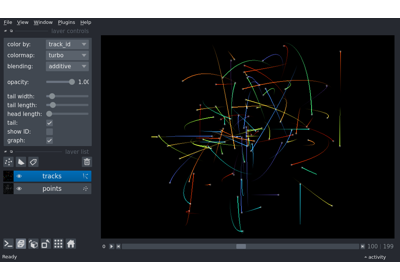 File View Window Plugins Help
layer controls
color by: track_id
colormap: turbo
blending: additive
opacity: 1.00
tail width:
tail length:
head length:
tail:
show ID:
graph:
layer list
tracks
points
100 | 199
Ready
activity